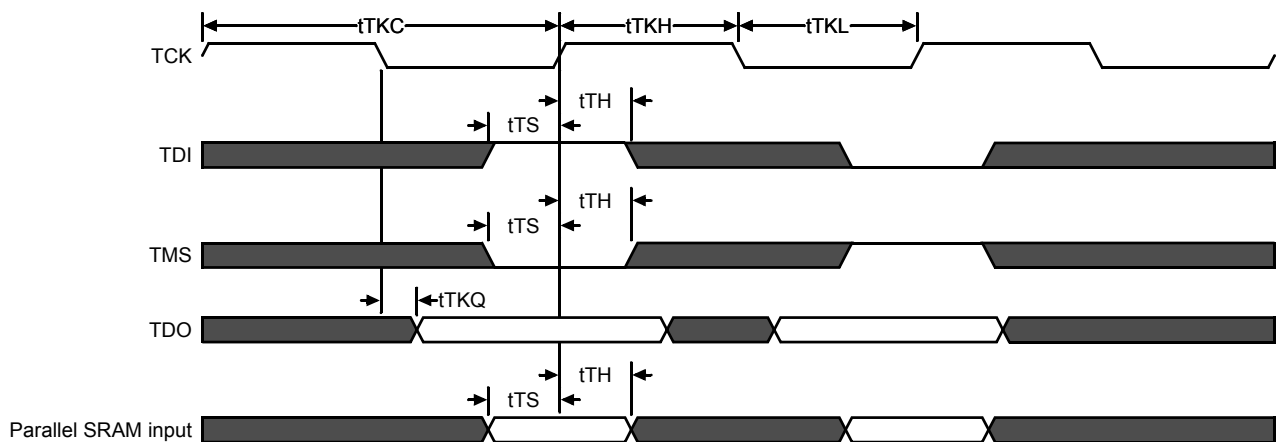 tTKC
tTKH
tTKL
TCK
tTH
tTS
TDI
tTH
tTS
TMS
tTKQ
TDO
tTH
tTS
Parallel SRAM input